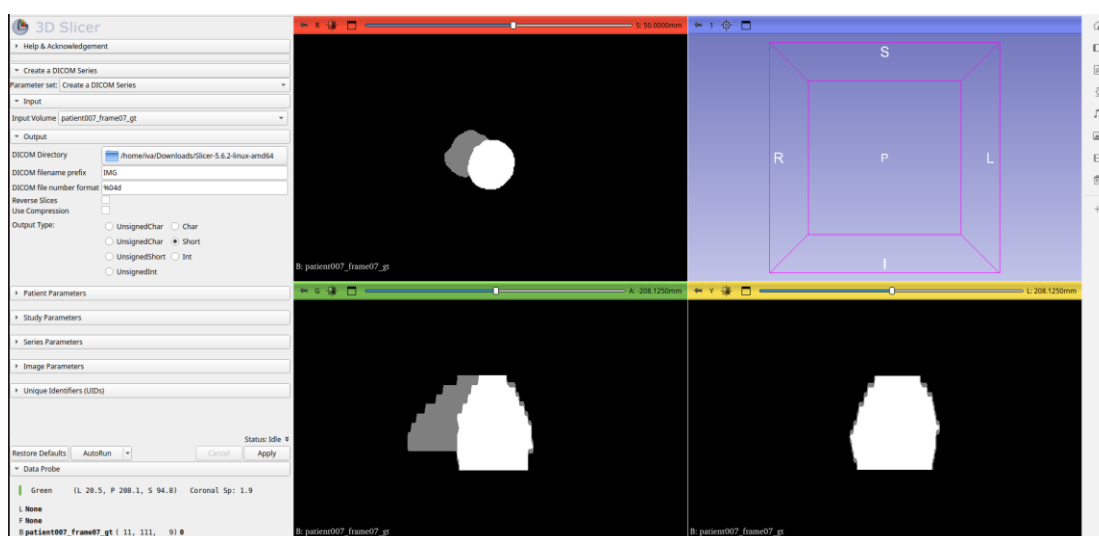 3D Slicer
Help & Acknowledgement
Create a DICOM Series
Parameter set: Create a DICOM Series
Input
Input Volume patient007_frame07_gt
Output
DICOM Directory /home/iva/Downloads/Slicer-5.6.2-linux-amd64
DICOM filename prefix IMG
DICOM file number format %04d
Reverse Slices
Use Compression
Output Type: UnsignedChar Char
UnsignedChar Short
UnsignedShort Int
UnsignedInt
Patient Parameters
Study Parameters
Series Parameters
Image Parameters
Unique Identifiers (UIDs)
Status: Idle
Restore Defaults AutoRun Cancel Apply
Data Probe
Green (L 20.5, P 208.1, S 94.8) Coronal Sp: 1.9
L None
F None
B patient007_frame07_gt ( 11, 111, 9) 0
R S: 50.0000mm
B: patient007_frame07_gt
1
S
R P L
I
G A: -208.1250mm
B: patient007_frame07_gt
Y L: 208.1250mm
B: patient007_frame07_gt